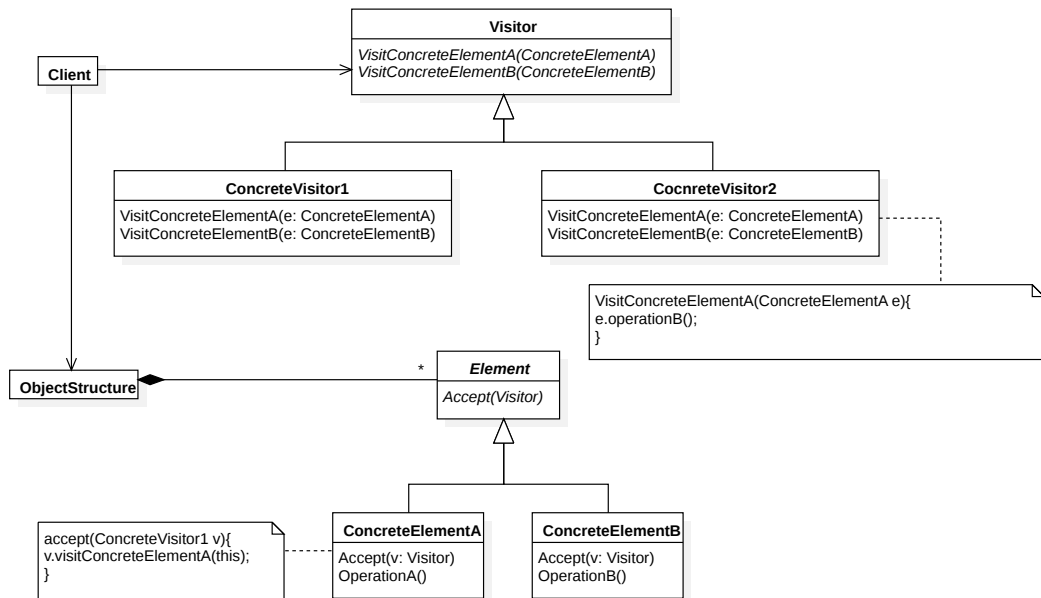 Visitor
VisitConcreteElementA(ConcreteElementA)
VisitConcreteElementB(ConcreteElementB)
Client
ConcreteVisitor1
VisitConcreteElementA(e: ConcreteElementA)
VisitConcreteElementB(e: ConcreteElementB)
CocnreteVisitor2
VisitConcreteElementA(e: ConcreteElementA)
VisitConcreteElementB(e: ConcreteElementB)
VisitConcreteElementA(ConcreteElementA e){
e.operationB();
}
ObjectStructure
*
Element
Accept(Visitor)
accept(ConcreteVisitor1 v){
v.visitConcreteElementA(this);
}
ConcreteElementA
Accept(v: Visitor)
OperationA()
ConcreteElementB
Accept(v: Visitor)
OperationB()